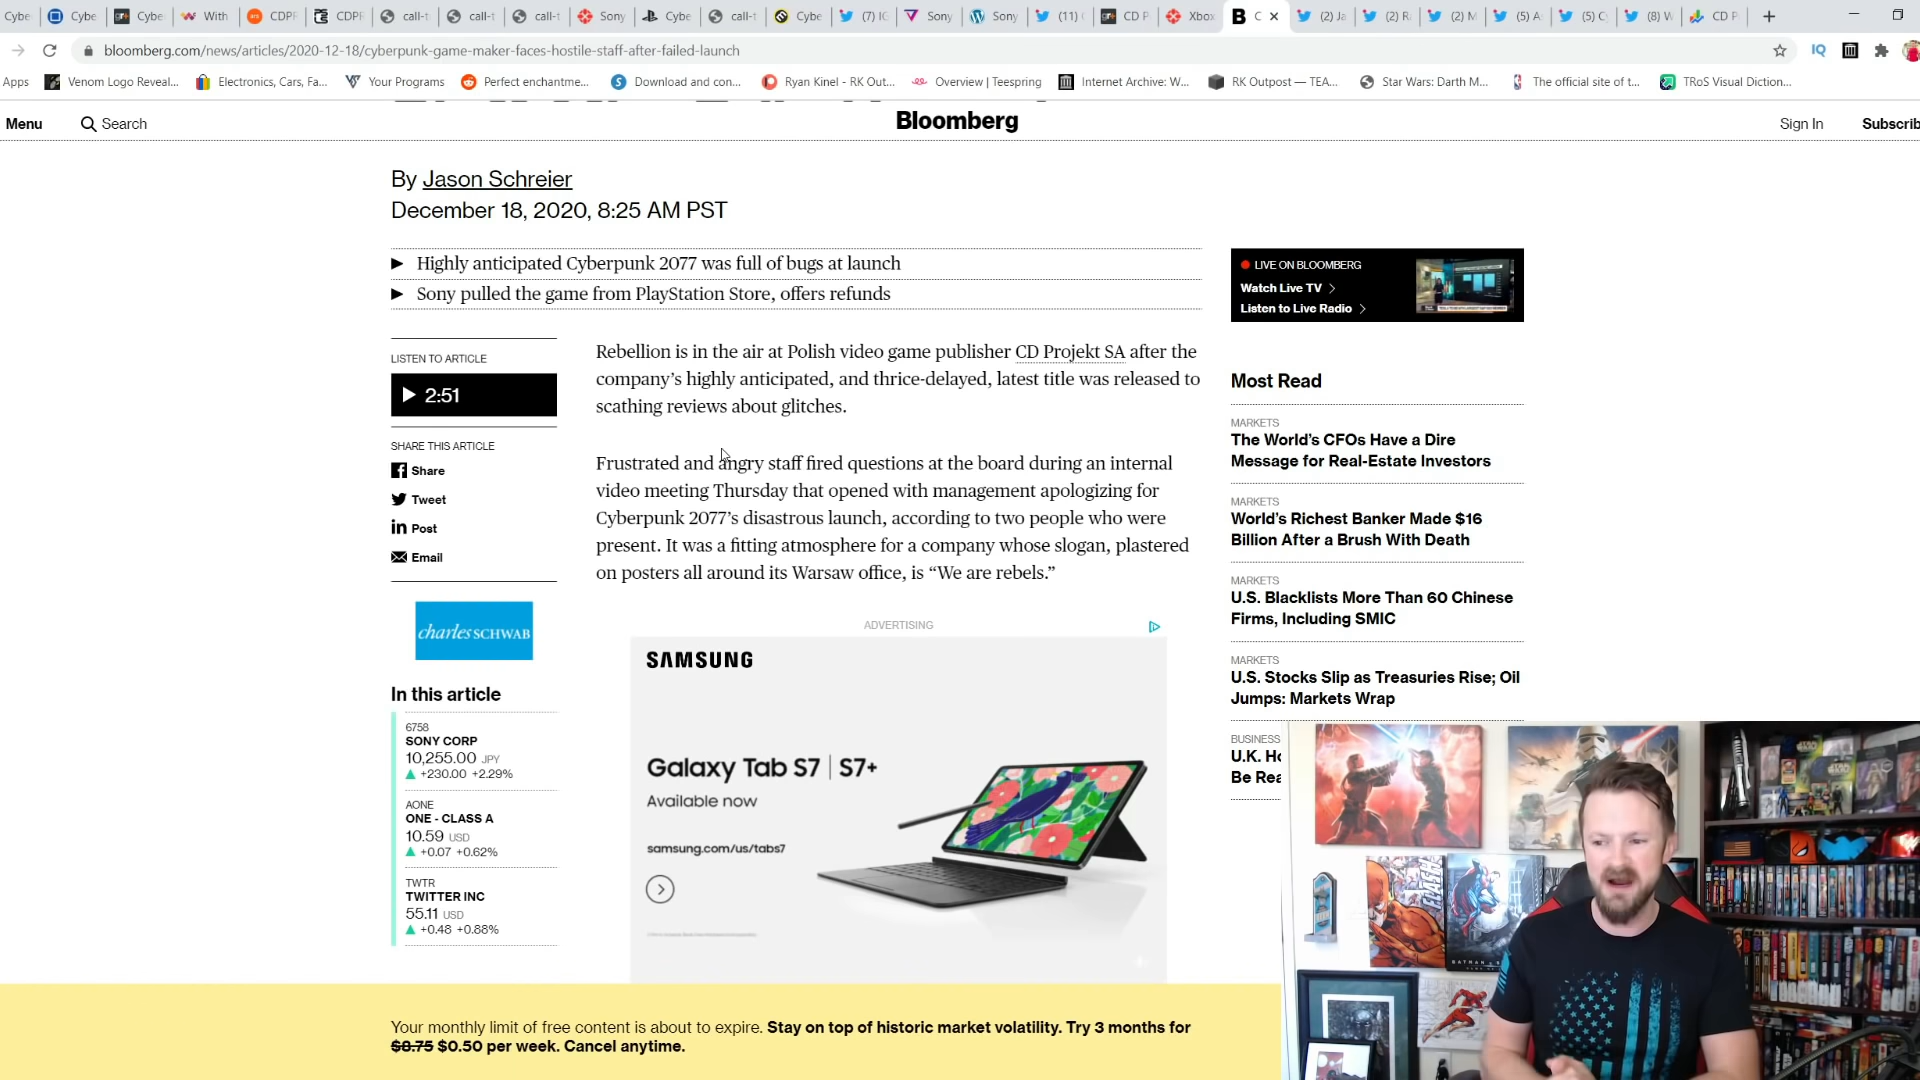 Cybe Cybe Cybe With CDPR CDPR call-t call-t call-t Sony Cybe call-t Cybe (7) IG Sony Sony (11) ( CD P Xbox C (2) Ja (2) R (2) M (5) A (5) C (8) W CD P
bloomberg.com/news/articles/2020-12-18/cyberpunk-game-maker-faces-hostile-staff-after-failed-launch
Apps Venom Logo Reveal... Electronics, Cars, Fa... Your Programs Perfect enchantme... Download and con... Ryan Kinel - RK Out... Overview | Teespring Internet Archive: W... RK Outpost — TEA... Star Wars: Darth M... The official site of t... TRoS Visual Diction...
Menu Search Bloomberg Sign In Subscrib
By Jason Schreier
December 18, 2020, 8:25 AM PST
Highly anticipated Cyberpunk 2077 was full of bugs at launch
Sony pulled the game from PlayStation Store, offers refunds
LISTEN TO ARTICLE
2:51
SHARE THIS ARTICLE
Share
Tweet
Post
Email
charles SCHWAB
In this article
6758
SONY CORP
10,255.00 JPY
+230.00 +2.29%
AONE
ONE - CLASS A
10.59 USD
+0.07 +0.62%
TWTR
TWITTER INC
55.11 USD
+0.48 +0.88%
Rebellion is in the air at Polish video game publisher CD Projekt SA after the
company's highly anticipated, and thrice-delayed, latest title was released to
scathing reviews about glitches.
Frustrated and angry staff fired questions at the board during an internal
video meeting Thursday that opened with management apologizing for
Cyberpunk 2077's disastrous launch, according to two people who were
present. It was a fitting atmosphere for a company whose slogan, plastered
on posters all around its Warsaw office, is “We are rebels.”
ADVERTISING
SAMSUNG
Galaxy Tab S7 | S7+
Available now
samsung.com/us/tabs7
LIVE ON BLOOMBERG
Watch Live TV
Listen to Live Radio
Most Read
MARKETS
The World's CFOs Have a Dire
Message for Real-Estate Investors
MARKETS
World's Richest Banker Made $16
Billion After a Brush With Death
MARKETS
U.S. Blacklists More Than 60 Chinese
Firms, Including SMIC
MARKETS
U.S. Stocks Slip as Treasuries Rise; Oil
Jumps: Markets Wrap
BUSINESS
U.K. Ho
Be Rea
FLASH
BATMAN
Your monthly limit of free content is about to expire. Stay on top of historic market volatility. Try 3 months for
$8.75 $0.50 per week. Cancel anytime.